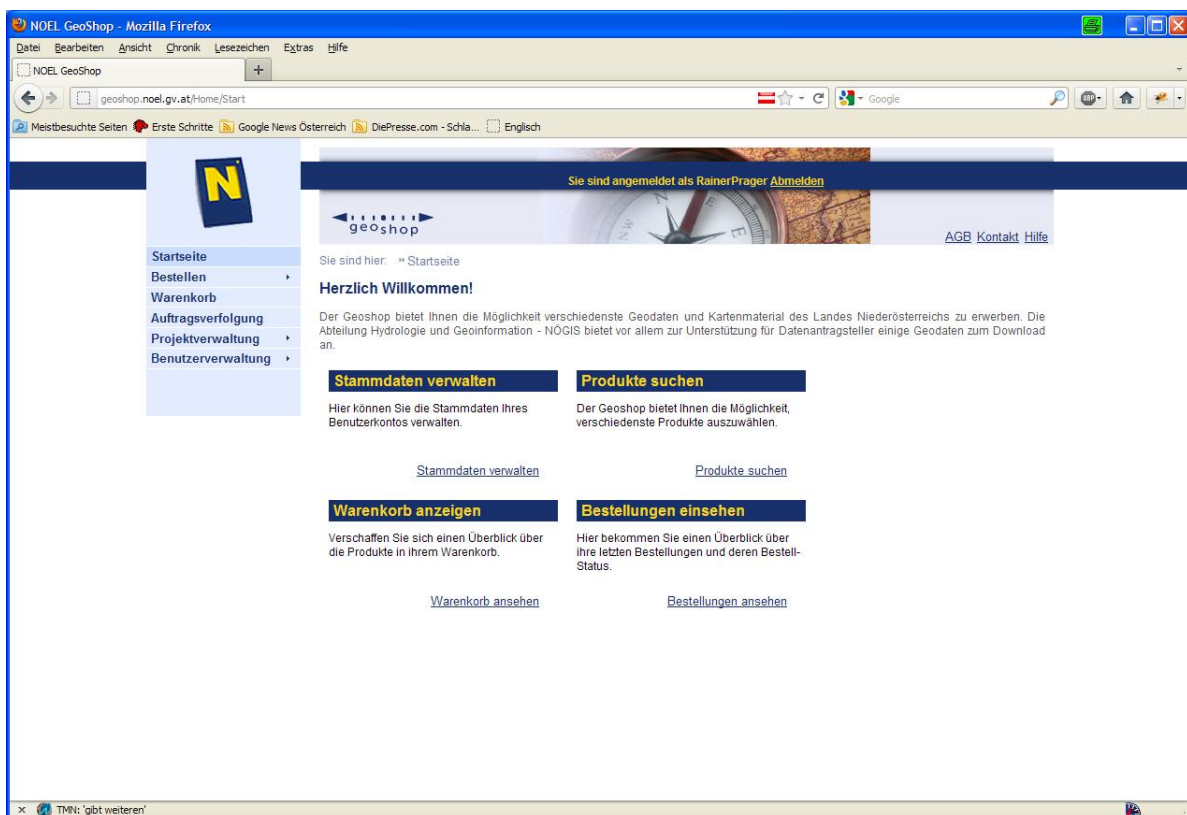 NOEL GeoShop - Mozilla Firefox
Datei Bearbeiten Ansicht Chronik Lesezeichen Extras Hilfe
NOEL GeoShop +
geoshop.noel.gv.at/Home/Start
Google
ABP
Meistbesuchte Seiten Erste Schritte Google News Österreich DiePresse.com - Schla... Englisch
N
Sie sind angemeldet als RainerPrager Abmelden
NW N E
geoshop
AGB Kontakt Hilfe
Startseite
Bestellen
Warenkorb
Auftragsverfolgung
Projektverwaltung
Benutzerverwaltung
Sie sind hier: » Startseite
Herzlich Willkommen!
Der Geoshop bietet Ihnen die Möglichkeit verschiedenste Geodaten und Kartenmaterial des Landes Niederösterreichs zu erwerben. Die
Abteilung Hydrologie und Geoinformation - NÖGIS bietet vor allem zur Unterstützung für Datenantragsteller einige Geodaten zum Download
an.
Stammdaten verwalten
Hier können Sie die Stammdaten Ihres
Benutzerkontos verwalten.
Stammdaten verwalten
Produkte suchen
Der Geoshop bietet Ihnen die Möglichkeit,
verschiedenste Produkte auszuwählen.
Produkte suchen
Warenkorb anzeigen
Verschaffen Sie sich einen Überblick über
die Produkte in ihrem Warenkorb.
Warenkorb ansehen
Bestellungen einsehen
Hier bekommen Sie einen Überblick über
ihre letzten Bestellungen und deren Bestell-
Status.
Bestellungen ansehen
x TMN: 'gibt weiteren'